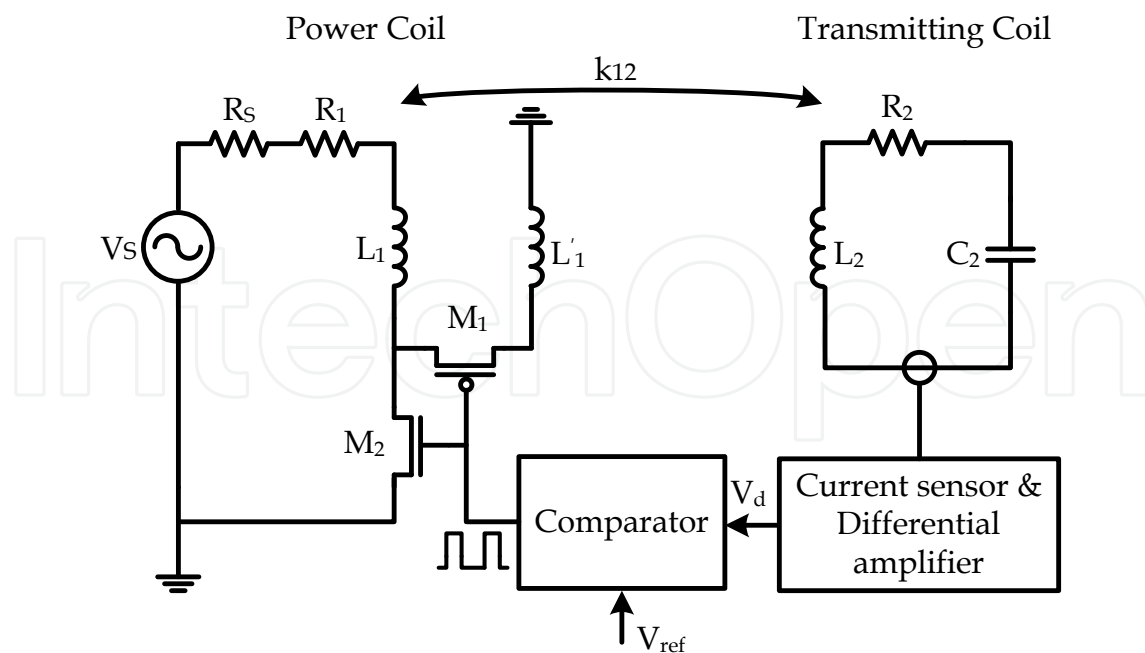 Power Coil
Transmitting Coil
k12
RS
R1
R2
VS
L1
L'1
L2
C2
M1
M2
IntechOpen
Comparator
Vd
Current sensor &
Differential
amplifier
Vref